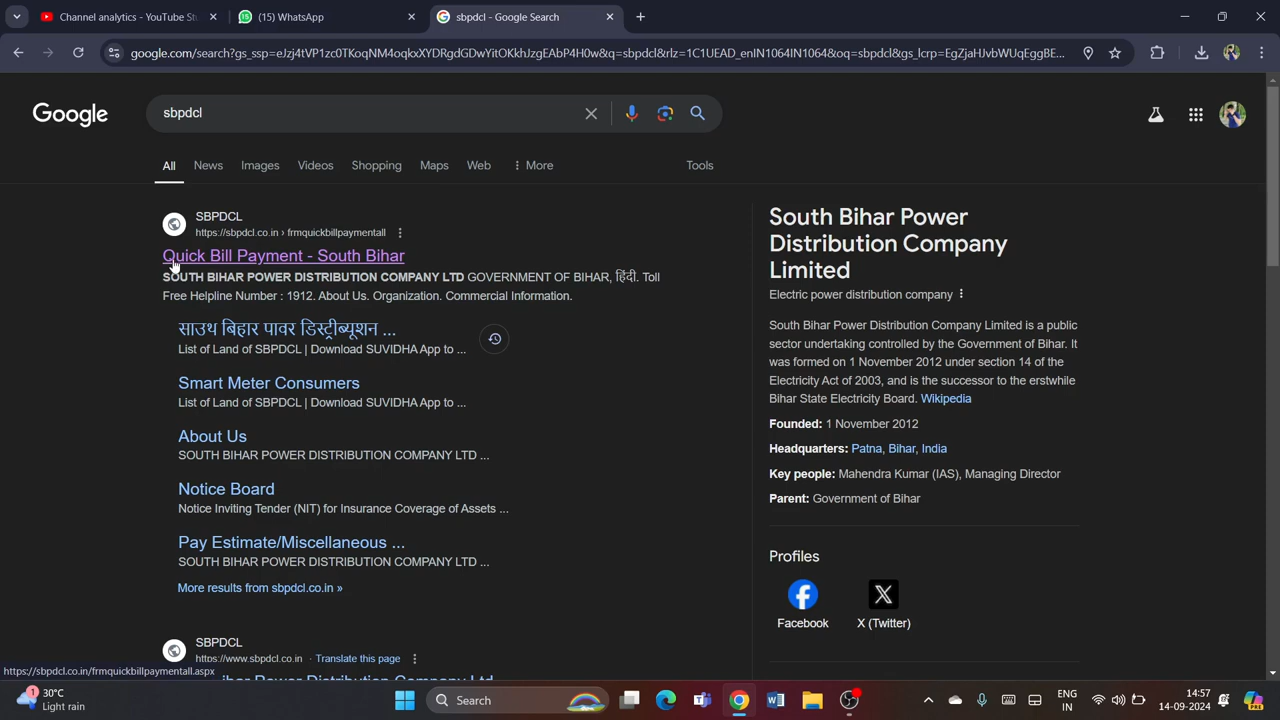 Channel analytics - YouTube St
(15) WhatsApp
sbpdcl - Google Search
google.com/search?gs_ssp=eJzj4tVP1zc0TKoqNM4oqkxXYDRgdGDwYitOKkhJzgEAbP4H0w&q=sbpdcl&rlz=1C1UEAD_enIN1064IN1064&oq=sbpdcl&gs_lcrp=EgZjaHJvbWUqEggBE...
Google
sbpdcl
All News Images Videos Shopping Maps Web More Tools
SBPDCL
https://sbpdcl.co.in › frmquickbillpaymentall
Quick Bill Payment - South Bihar
SOUTH BIHAR POWER DISTRIBUTION COMPANY LTD GOVERNMENT OF BIHAR, हिंदी. Toll
Free Helpline Number : 1912. About Us. Organization. Commercial Information.
साउथ बिहार पावर डिस्ट्रीब्यूशन ...
List of Land of SBPDCL | Download SUVIDHA App to ...
Smart Meter Consumers
List of Land of SBPDCL | Download SUVIDHA App to ...
About Us
SOUTH BIHAR POWER DISTRIBUTION COMPANY LTD ...
Notice Board
Notice Inviting Tender (NIT) for Insurance Coverage of Assets ...
Pay Estimate/Miscellaneous ...
SOUTH BIHAR POWER DISTRIBUTION COMPANY LTD ...
More results from sbpdcl.co.in »
SBPDCL
https://www.sbpdcl.co.in · Translate this page
Bihar Power Distribution Company Ltd
South Bihar Power
Distribution Company
Limited
Electric power distribution company
South Bihar Power Distribution Company Limited is a public
sector undertaking controlled by the Government of Bihar. It
was formed on 1 November 2012 under section 14 of the
Electricity Act of 2003, and is the successor to the erstwhile
Bihar State Electricity Board. Wikipedia
Founded: 1 November 2012
Headquarters: Patna, Bihar, India
Key people: Mahendra Kumar (IAS), Managing Director
Parent: Government of Bihar
Profiles
Facebook
X (Twitter)
https://sbpdcl.co.in/frmquickbillpaymentall.aspx
1
30°C
Light rain
Search
ENG
IN
14:57
14-09-2024